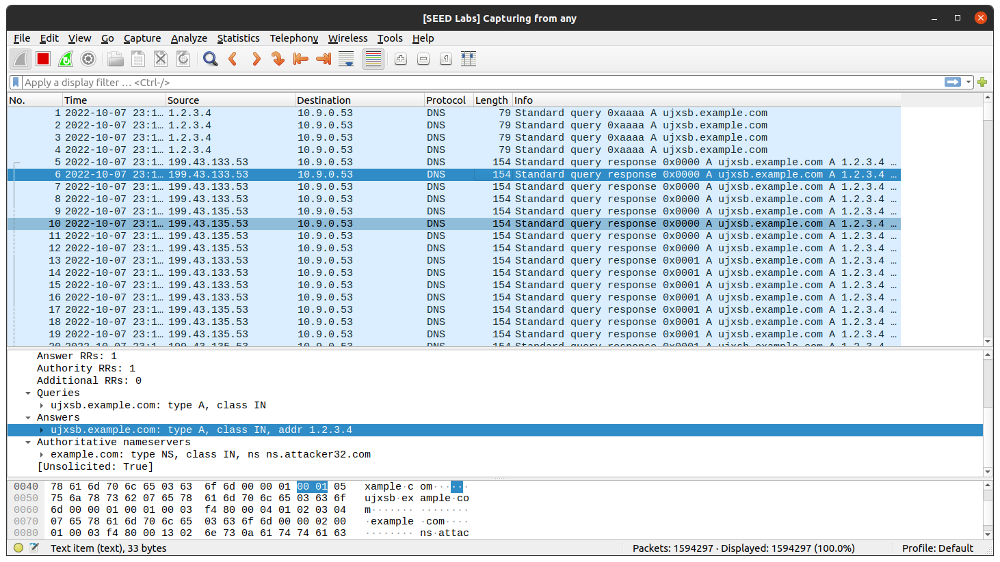 [SEED Labs] Capturing from any
File Edit View Go Capture Analyze Statistics Telephony Wireless Tools Help
Apply a display filter … <Ctrl-/>
No. Time Source Destination Protocol Length Info
1 2022-10-07 23:1… 1.2.3.4 10.9.0.53 DNS 79 Standard query 0xaaaa A ujxsb.example.com
2 2022-10-07 23:1… 1.2.3.4 10.9.0.53 DNS 79 Standard query 0xaaaa A ujxsb.example.com
3 2022-10-07 23:1… 1.2.3.4 10.9.0.53 DNS 79 Standard query 0xaaaa A ujxsb.example.com
4 2022-10-07 23:1… 1.2.3.4 10.9.0.53 DNS 79 Standard query 0xaaaa A ujxsb.example.com
5 2022-10-07 23:1… 199.43.133.53 10.9.0.53 DNS 154 Standard query response 0x0000 A ujxsb.example.com A 1.2.3.4 …
6 2022-10-07 23:1… 199.43.133.53 10.9.0.53 DNS 154 Standard query response 0x0000 A ujxsb.example.com A 1.2.3.4 …
7 2022-10-07 23:1… 199.43.133.53 10.9.0.53 DNS 154 Standard query response 0x0000 A ujxsb.example.com A 1.2.3.4 …
8 2022-10-07 23:1… 199.43.133.53 10.9.0.53 DNS 154 Standard query response 0x0000 A ujxsb.example.com A 1.2.3.4 …
9 2022-10-07 23:1… 199.43.135.53 10.9.0.53 DNS 154 Standard query response 0x0000 A ujxsb.example.com A 1.2.3.4 …
10 2022-10-07 23:1… 199.43.135.53 10.9.0.53 DNS 154 Standard query response 0x0000 A ujxsb.example.com A 1.2.3.4 …
11 2022-10-07 23:1… 199.43.135.53 10.9.0.53 DNS 154 Standard query response 0x0000 A ujxsb.example.com A 1.2.3.4 …
12 2022-10-07 23:1… 199.43.135.53 10.9.0.53 DNS 154 Standard query response 0x0000 A ujxsb.example.com A 1.2.3.4 …
13 2022-10-07 23:1… 199.43.133.53 10.9.0.53 DNS 154 Standard query response 0x0001 A ujxsb.example.com A 1.2.3.4 …
14 2022-10-07 23:1… 199.43.133.53 10.9.0.53 DNS 154 Standard query response 0x0001 A ujxsb.example.com A 1.2.3.4 …
15 2022-10-07 23:1… 199.43.133.53 10.9.0.53 DNS 154 Standard query response 0x0001 A ujxsb.example.com A 1.2.3.4 …
16 2022-10-07 23:1… 199.43.133.53 10.9.0.53 DNS 154 Standard query response 0x0001 A ujxsb.example.com A 1.2.3.4 …
17 2022-10-07 23:1… 199.43.135.53 10.9.0.53 DNS 154 Standard query response 0x0001 A ujxsb.example.com A 1.2.3.4 …
18 2022-10-07 23:1… 199.43.135.53 10.9.0.53 DNS 154 Standard query response 0x0001 A ujxsb.example.com A 1.2.3.4 …
19 2022-10-07 23:1… 199.43.135.53 10.9.0.53 DNS 154 Standard query response 0x0001 A ujxsb.example.com A 1.2.3.4 …
20 2022-10-07 23:1… 199.43.135.53 10.9.0.53 DNS 154 Standard query response 0x0001 A ujxsb.example.com A 1.2.3.4 …
Answer RRs: 1
Authority RRs: 1
Additional RRs: 0
Queries
ujxsb.example.com: type A, class IN
Answers
ujxsb.example.com: type A, class IN, addr 1.2.3.4
Authoritative nameservers
example.com: type NS, class IN, ns ns.attacker32.com
[Unsolicited: True]
0040 78 61 6d 70 6c 65 03 63 6f 6d 00 00 01 00 01 05 xample·c om······
0050 75 6a 78 73 62 07 65 78 61 6d 70 6c 65 03 63 6f ujxsb·ex ample·co
0060 6d 00 00 01 00 01 00 03 f4 80 00 04 01 02 03 04 m······· ········
0070 07 65 78 61 6d 70 6c 65 03 63 6f 6d 00 00 02 00 ·example ·com····
0080 01 00 03 f4 80 00 13 02 6e 73 0a 61 74 74 61 63 ········ ns·attac
Text item (text), 33 bytes Packets: 1594297 · Displayed: 1594297 (100.0%) Profile: Default